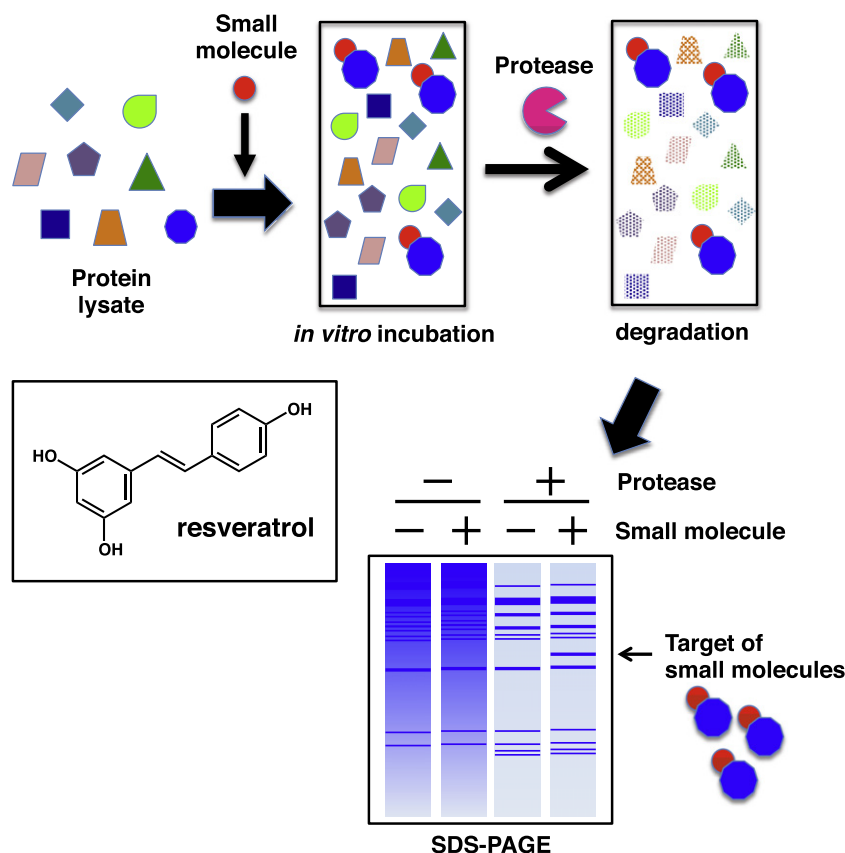 Small
molecule
Protease
Protein
lysate
in vitro incubation
degradation
HO
OH
OH
resveratrol
− + Protease
− + − + Small molecule
Target of
small molecules
SDS-PAGE